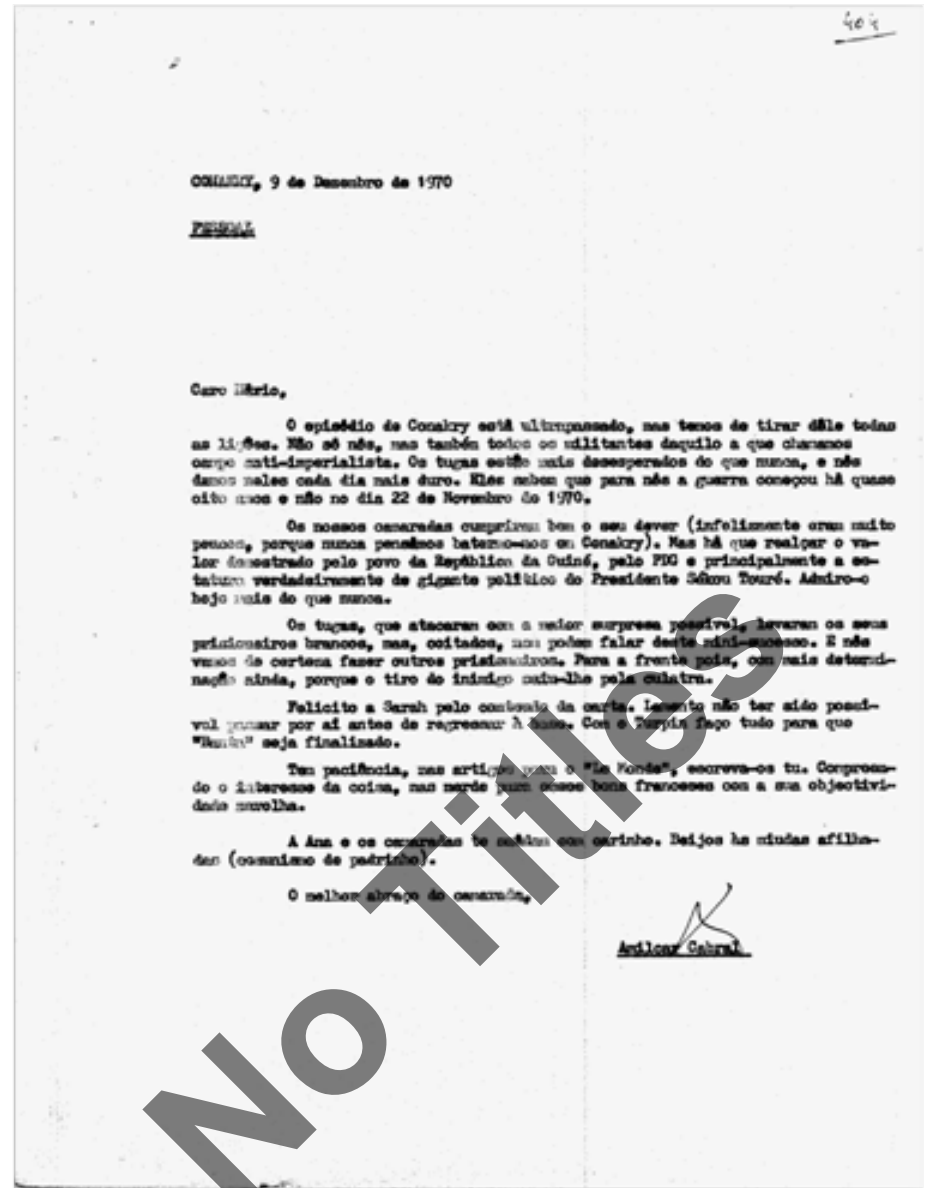 404
CONAKRY, 9 de Dezembro de 1970
PESSOAL
Caro Mário,
O episódio de Conakry está ultrapassado, mas temos de tirar dêle todas
as lições. Não só nós, mas também todos os militantes daquilo a que chamamos
campo anti-imperialista. Os tugas estão mais desesperados do que nunca, e nós
damos neles cada dia mais duro. Eles sabem que para nós a guerra começou há quase
oito anos e não no dia 22 de Novembro de 1970.
Os nossos camaradas cumpriram bem o seu dever (infelizmente eram muito
poucos, porque nunca pensámos batermo-nos em Conakry). Mas há que realçar o va-
lor demostrado pelo povo da República da Guiné, pelo PDG e principalmente a es-
tatura verdadeiramente de gigante político do Presidente Sékou Touré. Admiro-o
hoje mais do que nunca.
Os tugas, que atacaram com a maior surpresa possível, levaram os seus
prisioneiros brancos, mas, coitados, nem podem falar deste mini-sucesso. E nós
vamos de certeza fazer outros prisioneiros. Para a frente pois, com mais determi-
nação ainda, porque o tiro do inimigo saiu-lhe pela culatra.
Felicito a Sarah pelo conteudo da carta. Lamento não ter sido possi-
vel passar por aí antes de regressar à base. Com o Turpin faço tudo para que
seja finalizado.
Tem paciência, mas artigos para o "Le Monde", escreva-os tu. Compreen-
do o interesse da coisa, mas merde para esses bons franceses com a sua objectivi-
dade
A Ana e os camaradas te saúdam com carinho. Beijos às miudas afilha-
das (comunismo de padrinho).
O melhor abraço do camarada,
Amilcar Cabral
No Titles